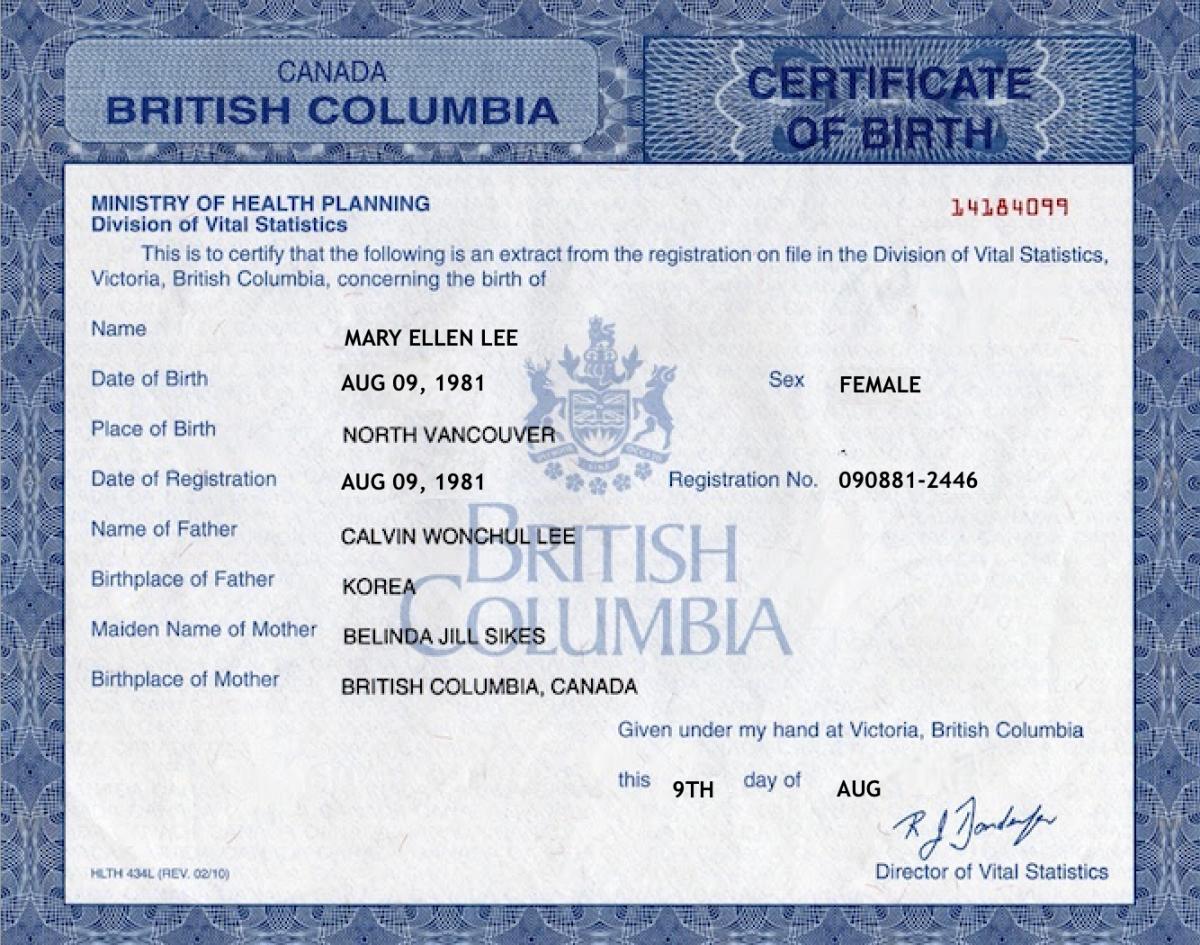 CANADA
BRITISH COLUMBIA
CERTIFICATE
OF BIRTH
MINISTRY OF HEALTH PLANNING
Division of Vital Statistics
14184099
This is to certify that the following is an extract from the registration on file in the Division of Vital Statistics,
Victoria, British Columbia, concerning the birth of
Name MARY ELLEN LEE
Date of Birth AUG 09, 1981 Sex FEMALE
Place of Birth NORTH VANCOUVER
Date of Registration AUG 09, 1981 Registration No. 090881-2446
Name of Father CALVIN WONCHUL LEE
Birthplace of Father KOREA
Maiden Name of Mother BELINDA JILL SIKES
Birthplace of Mother BRITISH COLUMBIA, CANADA
BRITISH
COLUMBIA
Given under my hand at Victoria, British Columbia
this 9TH day of AUG
R J
Director of Vital Statistics
HLTH 434L (REV. 02/10)